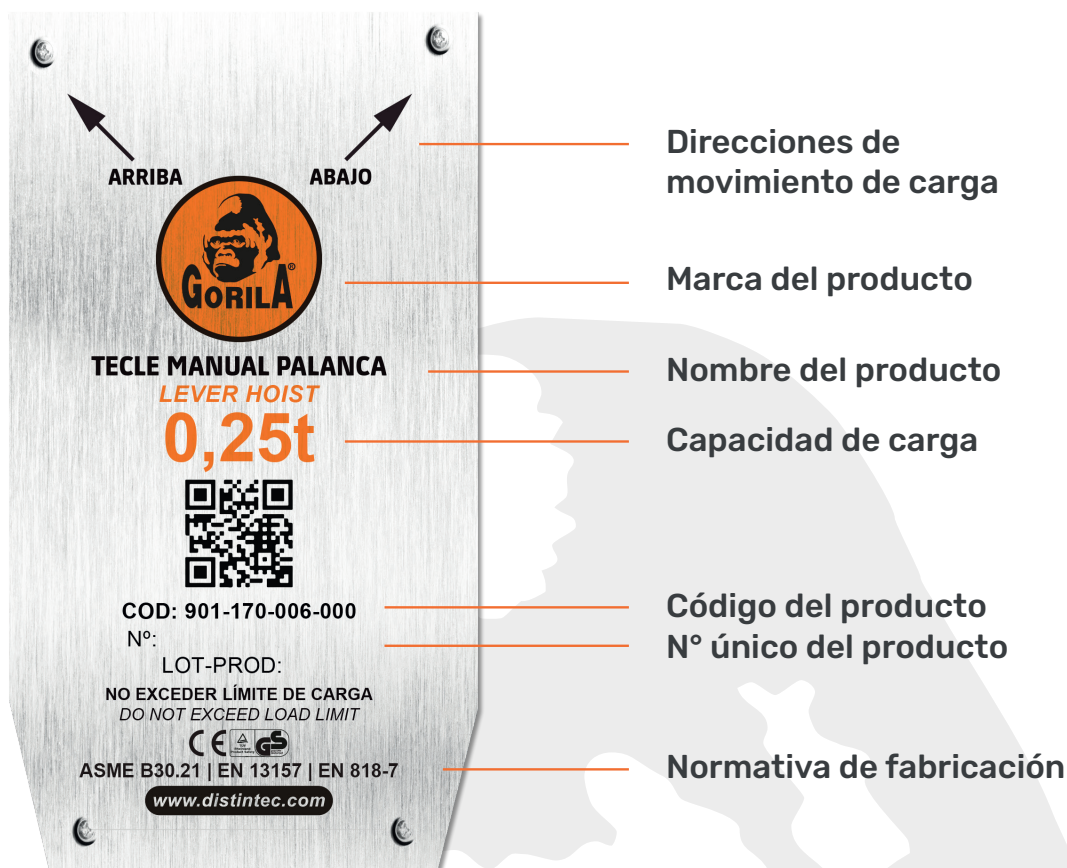 ARRIBA
ABAJO
Direcciones de
movimiento de carga
GORILA®
Marca del producto
TECLE MANUAL PALANCA
Nombre del producto
LEVER HOIST
0,25t
Capacidad de carga
COD: 901-170-006-000
Código del producto
Nº:
N° único del producto
LOT-PROD:
NO EXCEDER LÍMITE DE CARGA
DO NOT EXCEED LOAD LIMIT
CE GS
ASME B30.21 | EN 13157 | EN 818-7
Normativa de fabricación
www.distintec.com